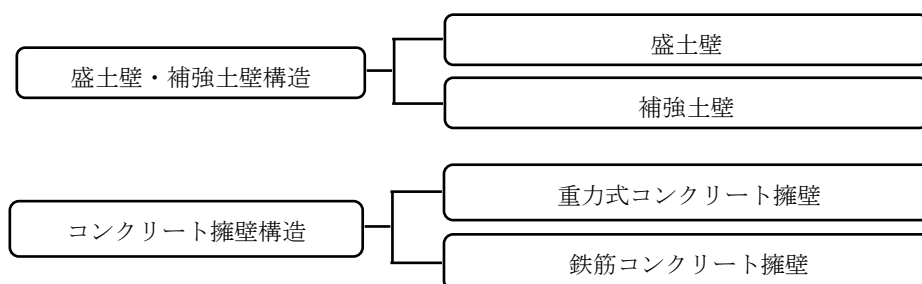 盛土壁・補強土壁構造
盛土壁
補強土壁
コンクリート擁壁構造
重力式コンクリート擁壁
鉄筋コンクリート擁壁